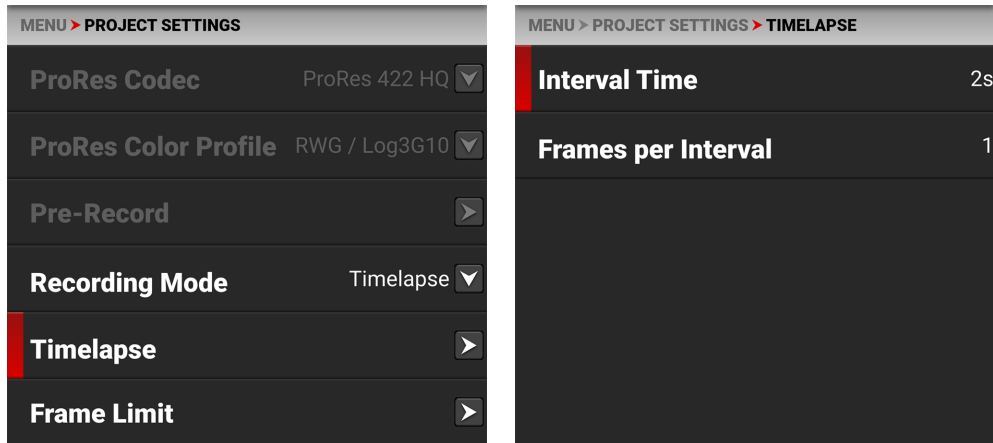 MENU PROJECT SETTINGS
ProRes Codec ProRes 422 HQ
ProRes Color Profile RWG / Log3G10
Pre-Record
Recording Mode Timelapse
Timelapse
Frame Limit
MENU PROJECT SETTINGS TIMELAPSE
Interval Time 2s
Frames per Interval 1